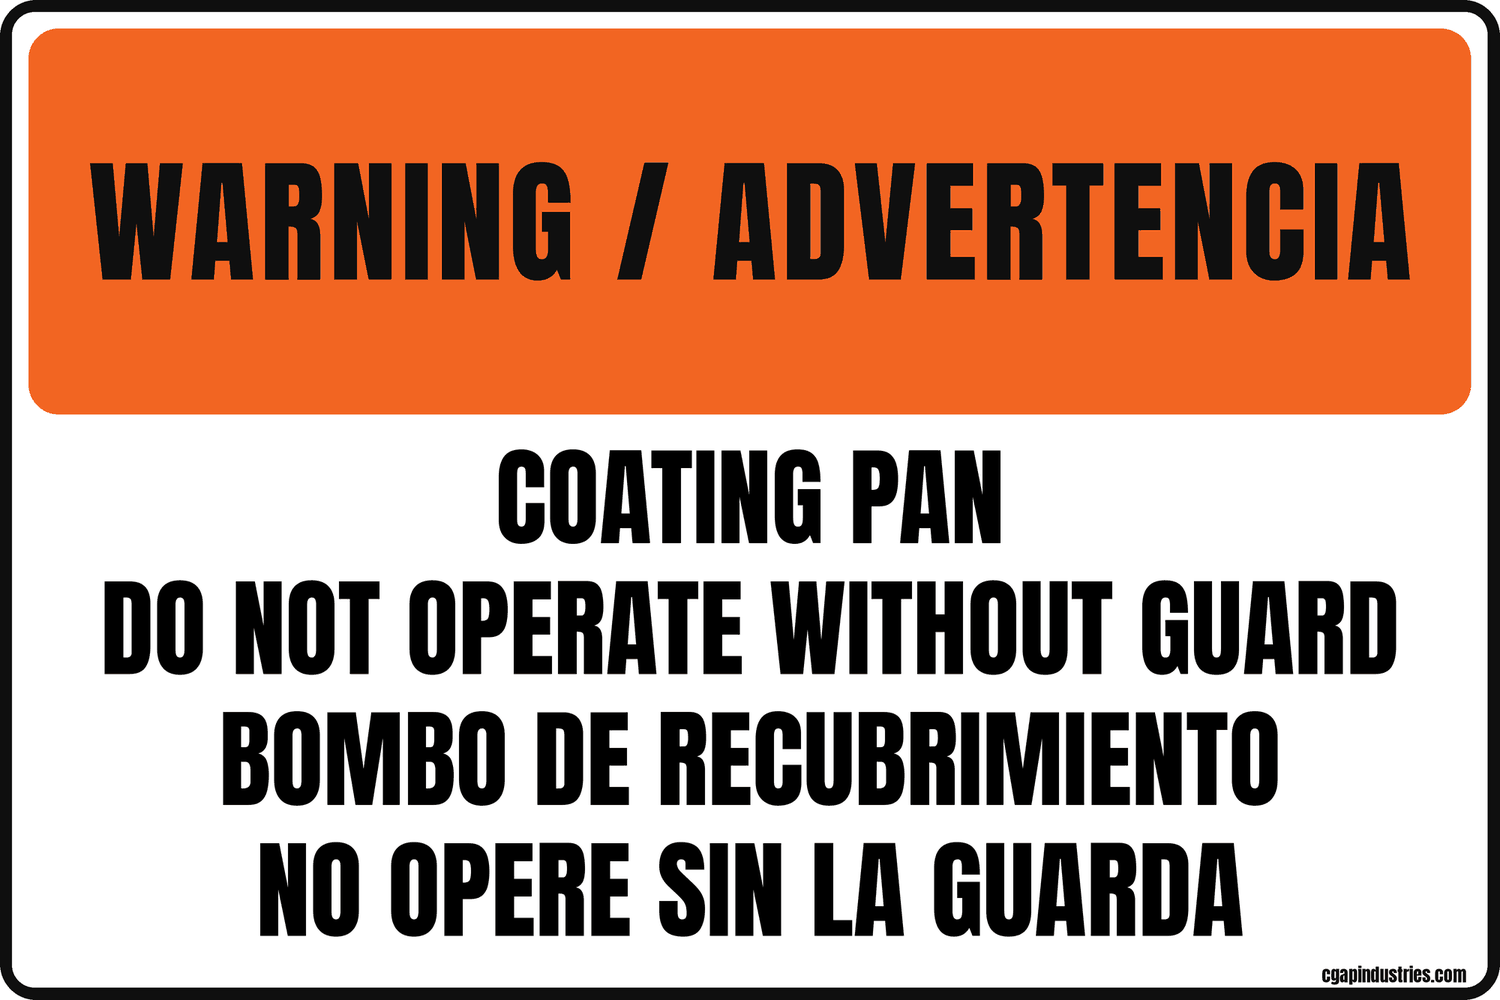 WARNING / ADVERTENCIA
COATING PAN
DO NOT OPERATE WITHOUT GUARD
BOMBO DE RECUBRIMIENTO
NO OPERE SIN LA GUARDA
cgapindustries.com